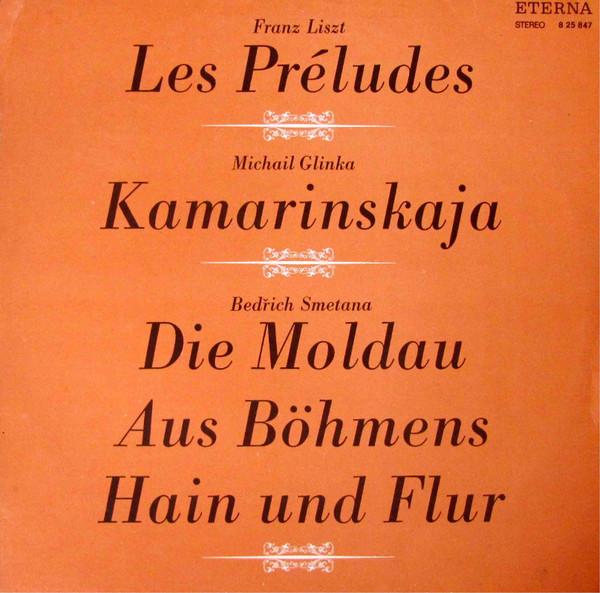 ETERNA
STEREO 8 25 847
Franz Liszt
Les Préludes
Michail Glinka
Kamarinskaja
Bedřich Smetana
Die Moldau
Aus Böhmens
Hain und Flur